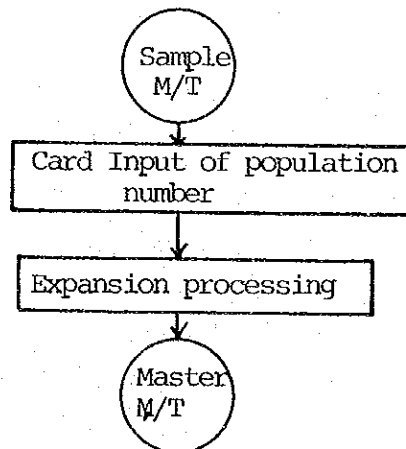 Sample
M/T
Card Input of population
number
Expansion processing
Master
M/T